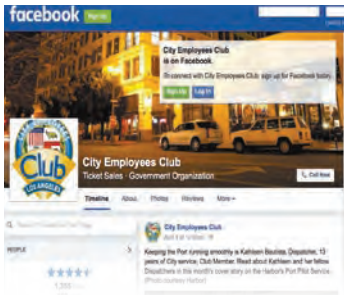 facebook Sign Up
City Employees Club
is on Facebook.
To connect with City Employees Club, sign up for Facebook today.
Sign Up Log In
Club
LOS ANGELES
City Employees Club
Ticket Sales · Government Organization
Call Now
Timeline About Photos Reviews More
City Employees Club
PEOPLE
Keeping the Port running smoothly is Kathleen Bautista, Dispatcher, 13
years of City service, Club Member. Read about Kathleen and her fellow
Dispatchers in this month's cover story on the Harbor's Port Pilot Service.
(Photo courtesy Harbor)